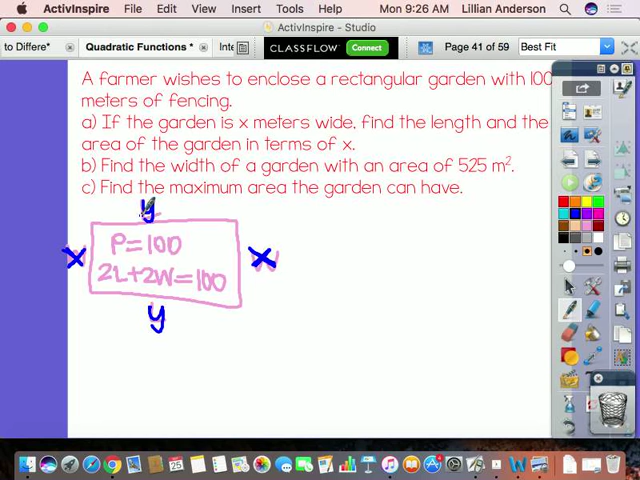 ActivInspire File Edit View Insert Tools Help Mon 9:26 AM Lillian Anderson
ActivInspire - Studio
to Differe* Quadratic Functions * Inte CLASSFLOW Connect Page 41 of 59 Best Fit
A farmer wishes to enclose a rectangular garden with 100
meters of fencing.
a) If the garden is x meters wide, find the length and the
area of the garden in terms of x.
b) Find the width of a garden with an area of 525 m².
c) Find the maximum area the garden can have.
y
P=100
x x
2L+2W=100
y